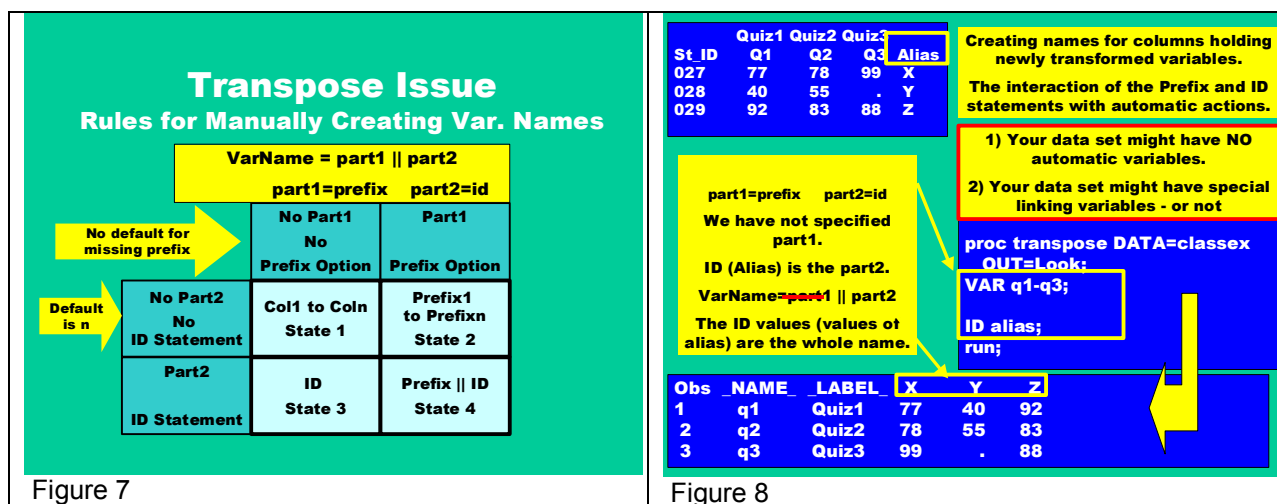 Transpose Issue
Rules for Manually Creating Var. Names
VarName = part1 || part2
part1=prefix part2=id
No default for
missing prefix
No Part1
No
Prefix Option
Part1
Prefix Option
Default
is n
No Part2
No
ID Statement
Col1 to Coln
State 1
Prefix1
to Prefixn
State 2
Part2
ID Statement
ID
State 3
Prefix || ID
State 4
Figure 7
Quiz1 Quiz2 Quiz3
St_ID Q1 Q2 Q3 Alias
027 77 78 99 X
028 40 55 . Y
029 92 83 88 Z
Creating names for columns holding
newly transformed variables.
The interaction of the Prefix and ID
statements with automatic actions.
1) Your data set might have NO
automatic variables.
2) Your data set might have special
linking variables - or not
part1=prefix part2=id
We have not specified
part1.
ID (Alias) is the part2.
VarName=part1 || part2
The ID values (values of
alias) are the whole name.
proc transpose DATA=classex
OUT=Look;
VAR q1-q3;
ID alias;
run;
Obs _NAME_ _LABEL_ X Y Z
1 q1 Quiz1 77 40 92
2 q2 Quiz2 78 55 83
3 q3 Quiz3 99 . 88
Figure 8